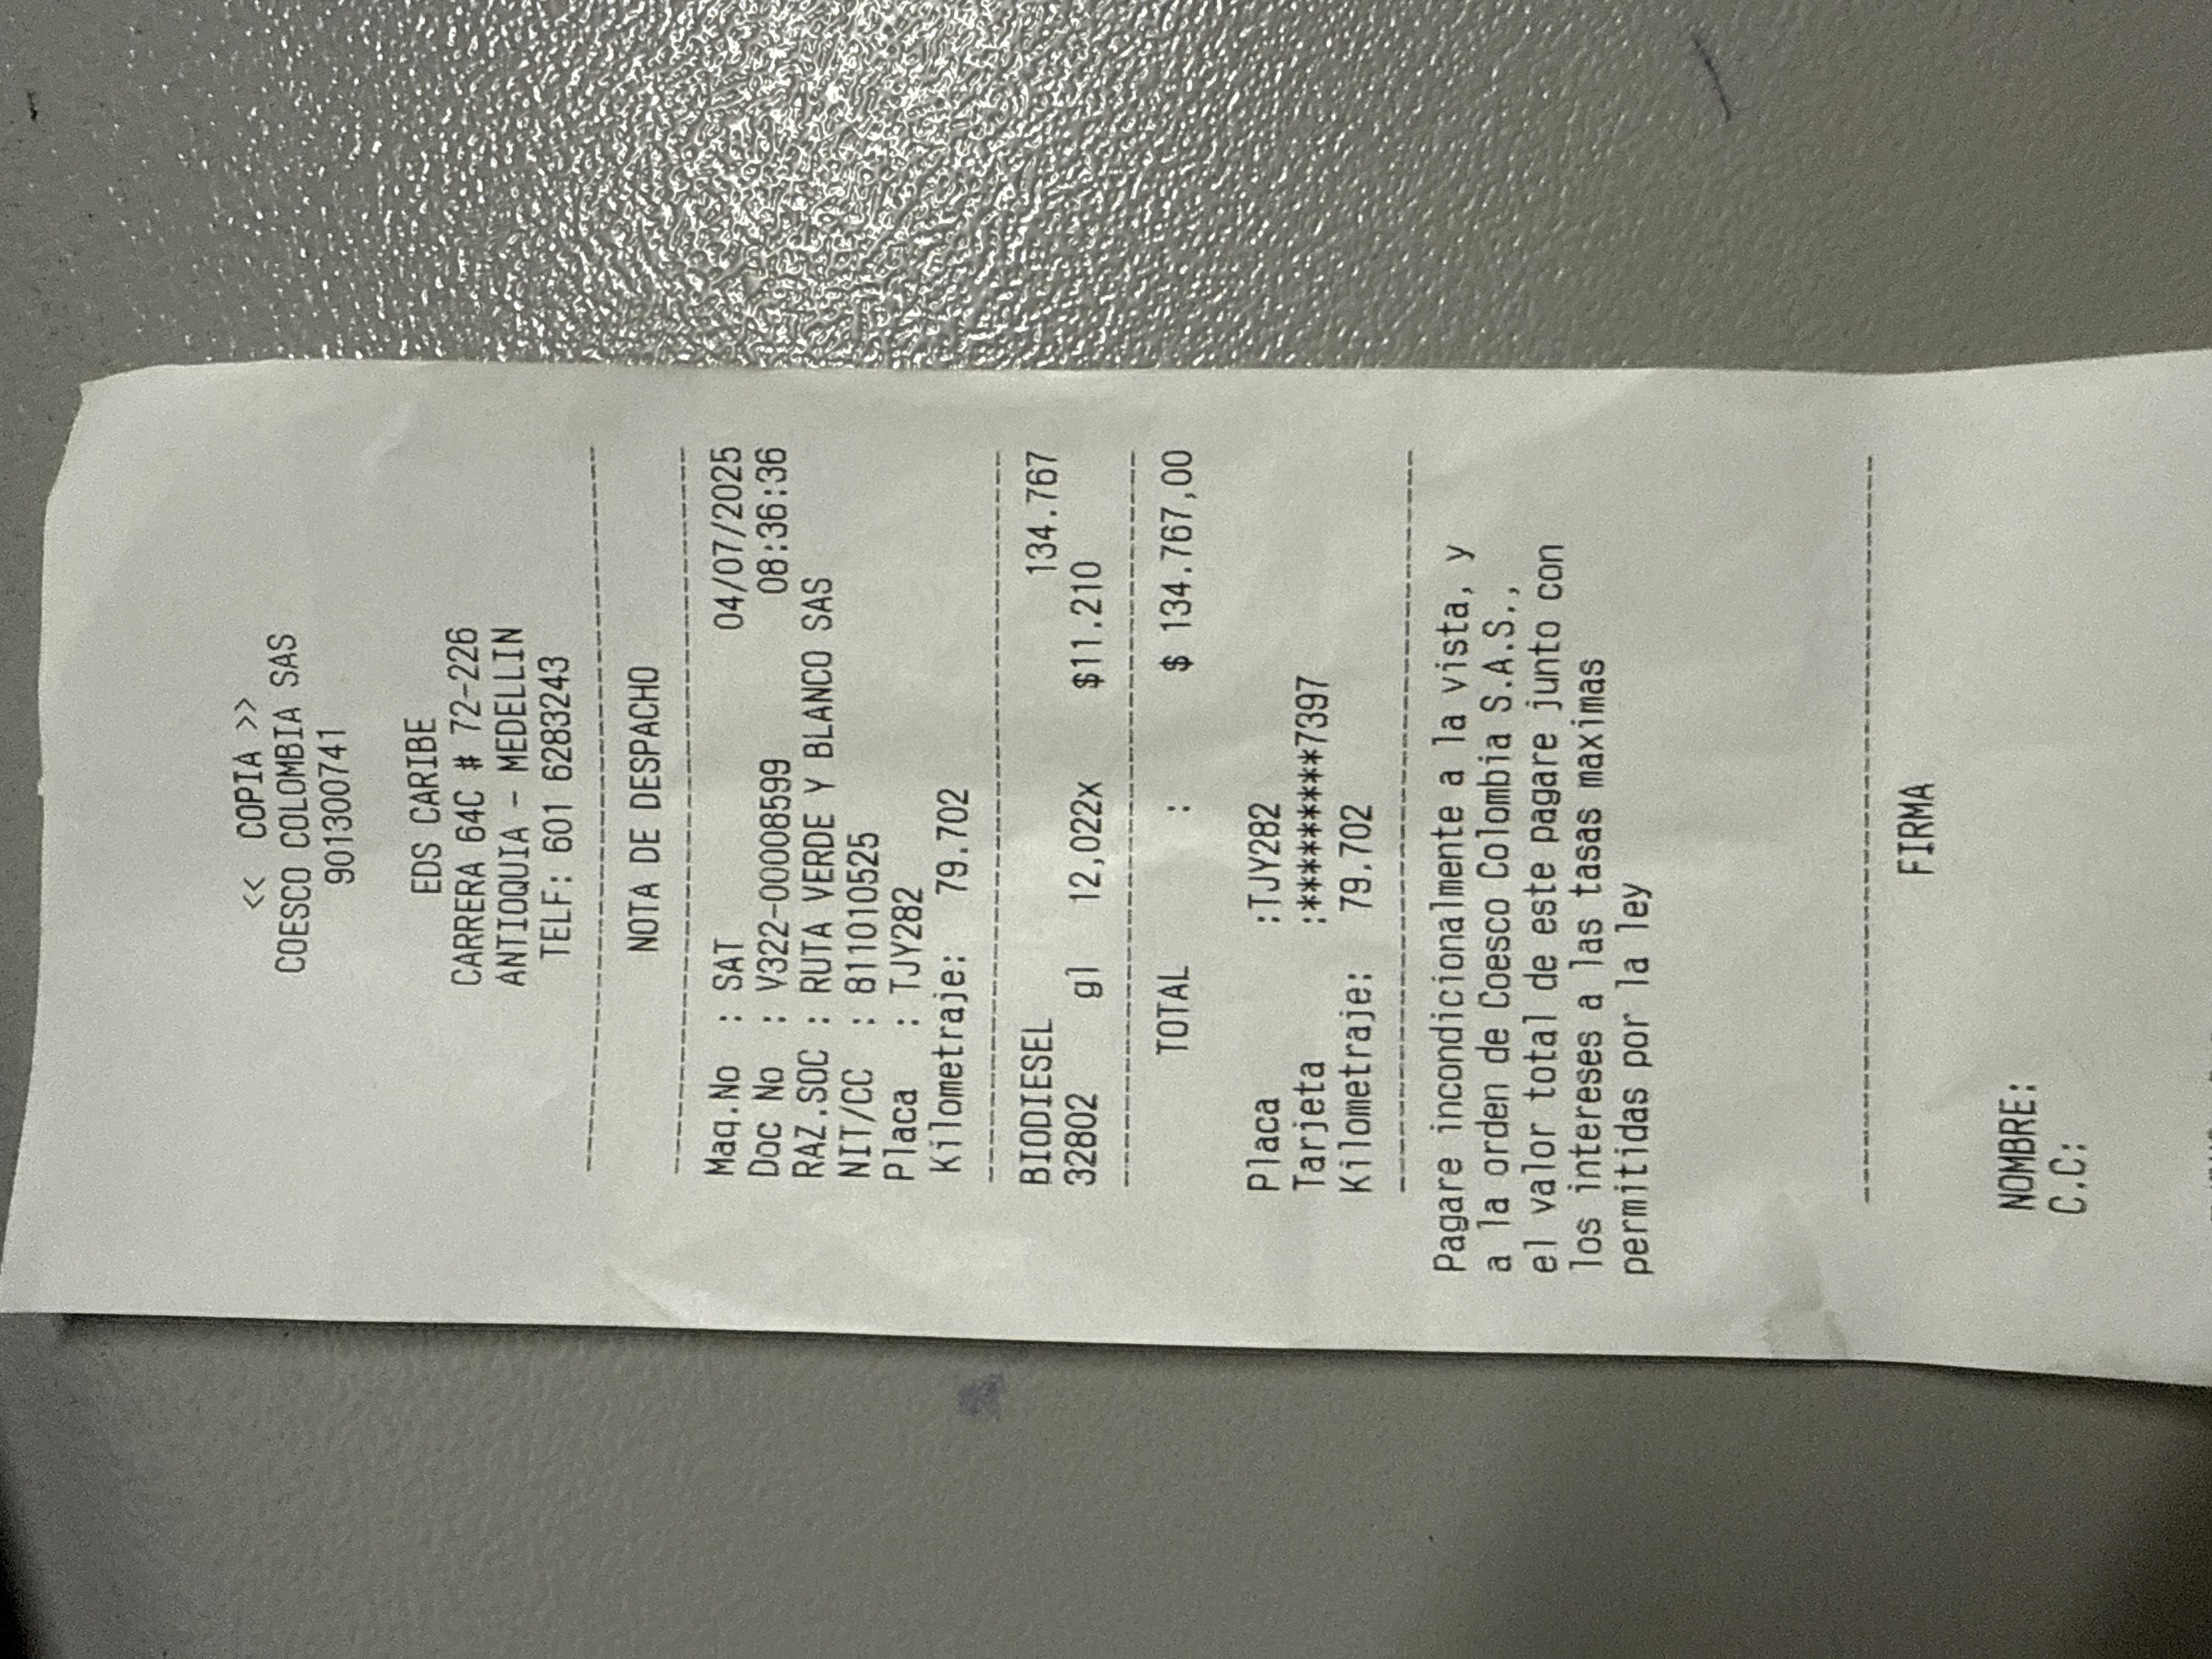 << COPIA >>
COESCO COLOMBIA SAS
9013000741
EDS CARIBE
CARRERA 64C # 72-226
ANTIOQUIA - MEDELLIN
TELF: 601 6283243
NOTA DE DESPACHO
Maq.No : SAT 04/07/2025
Doc No : V322-00008599 08:36:36
RAZ.SOC : RUTA VERDE Y BLANCO SAS
NIT/CC : 811010525
Placa : TJY282
Kilometraje: 79.702
BIODIESEL 134.767
32802 gl 12,022x $11.210
TOTAL : $ 134.767,00
Placa :TJY282
Tarjeta :********7397
Kilometraje: 79.702
Pagare incondicionalmente a la vista, y
a la orden de Coesco Colombia S.A.S.,
el valor total de este pagare junto con
los intereses a las tasas maximas
permitidas por la ley
FIRMA
NOMBRE:
C.C: